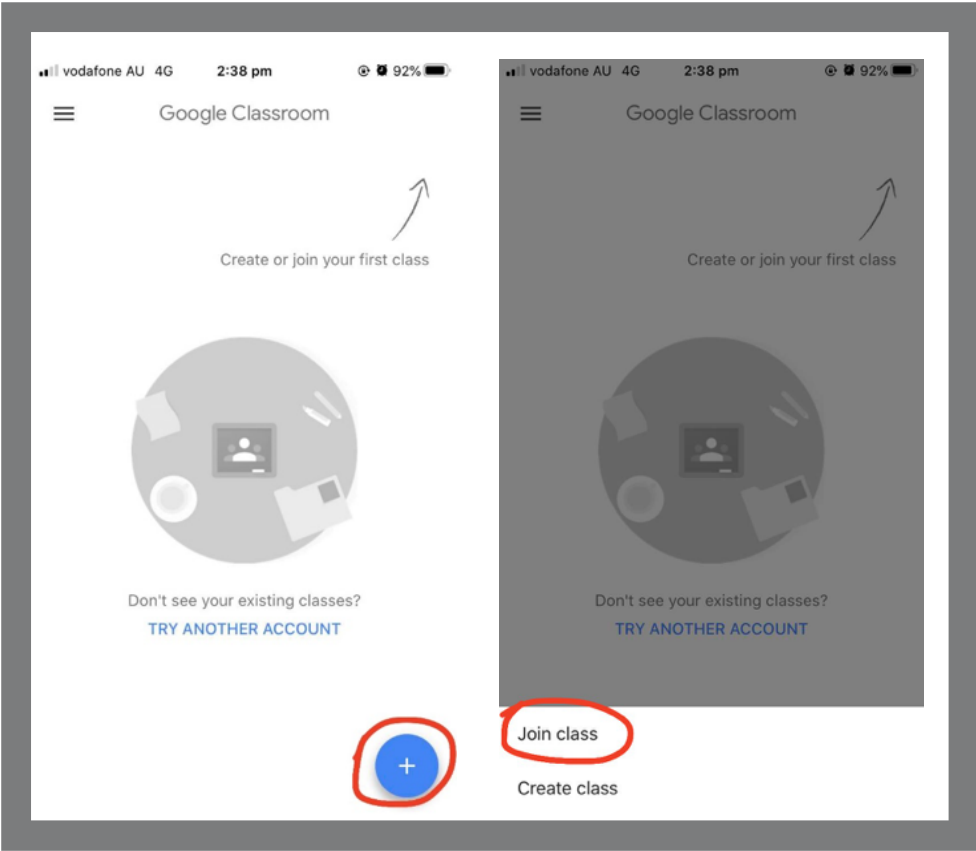 vodafone AU 4G 2:38 pm 92%
Google Classroom
Create or join your first class
Don't see your existing classes?
TRY ANOTHER ACCOUNT
+
vodafone AU 4G 2:38 pm 92%
Google Classroom
Create or join your first class
Don't see your existing classes?
TRY ANOTHER ACCOUNT
Join class
Create class